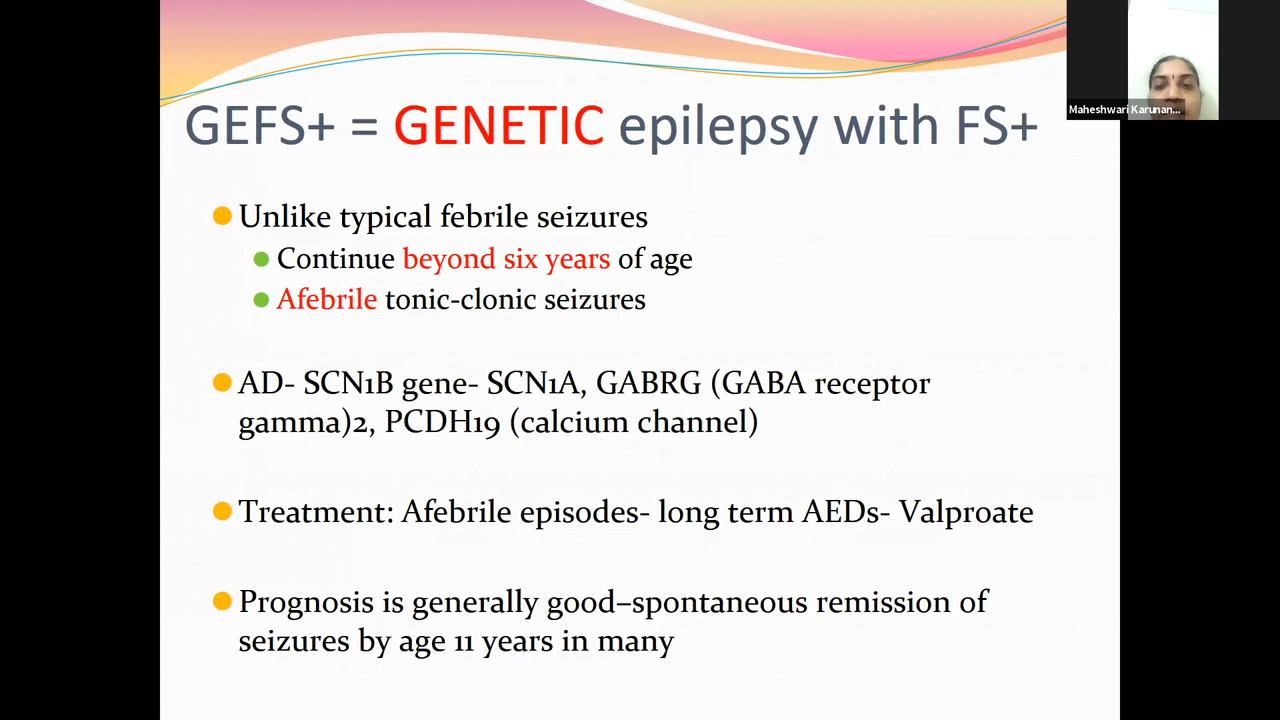 GEFS+ = GENETIC epilepsy with FS+
Maheshwari Karunan...
Unlike typical febrile seizures
Continue beyond six years of age
Afebrile tonic-clonic seizures
AD- SCN1B gene- SCN1A, GABRG (GABA receptor
gamma)2, PCDH19 (calcium channel)
Treatment: Afebrile episodes- long term AEDs- Valproate
Prognosis is generally good–spontaneous remission of
seizures by age 11 years in many